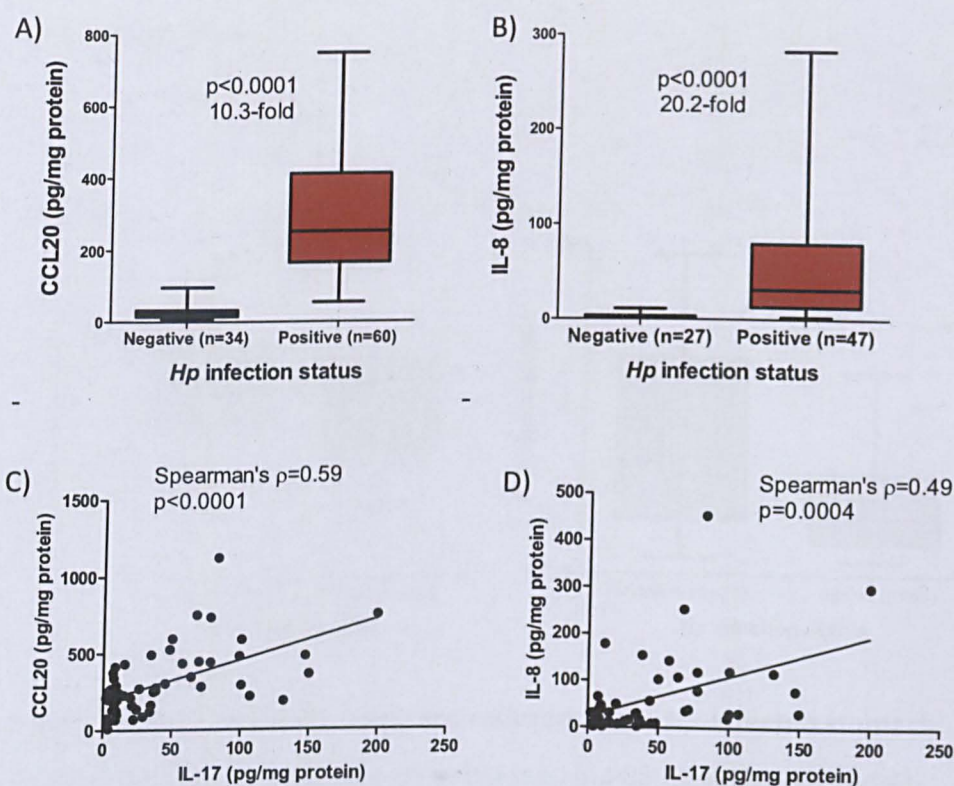 A)
800
600
400
200
0
CCL20 (pg/mg protein)
p<0.0001
10.3-fold
Negative (n=34) Positive (n=60)
Hp infection status
B)
300
200
100
0
IL-8 (pg/mg protein)
p<0.0001
20.2-fold
Negative (n=27) Positive (n=47)
Hp infection status
C)
Spearman's ρ=0.59
p<0.0001
1500
1000
500
0
CCL20 (pg/mg protein)
0 50 100 150 200 250
IL-17 (pg/mg protein)
D)
Spearman's ρ=0.49
p=0.0004
500
400
300
200
100
0
IL-8 (pg/mg protein)
0 50 100 150 200 250
IL-17 (pg/mg protein)